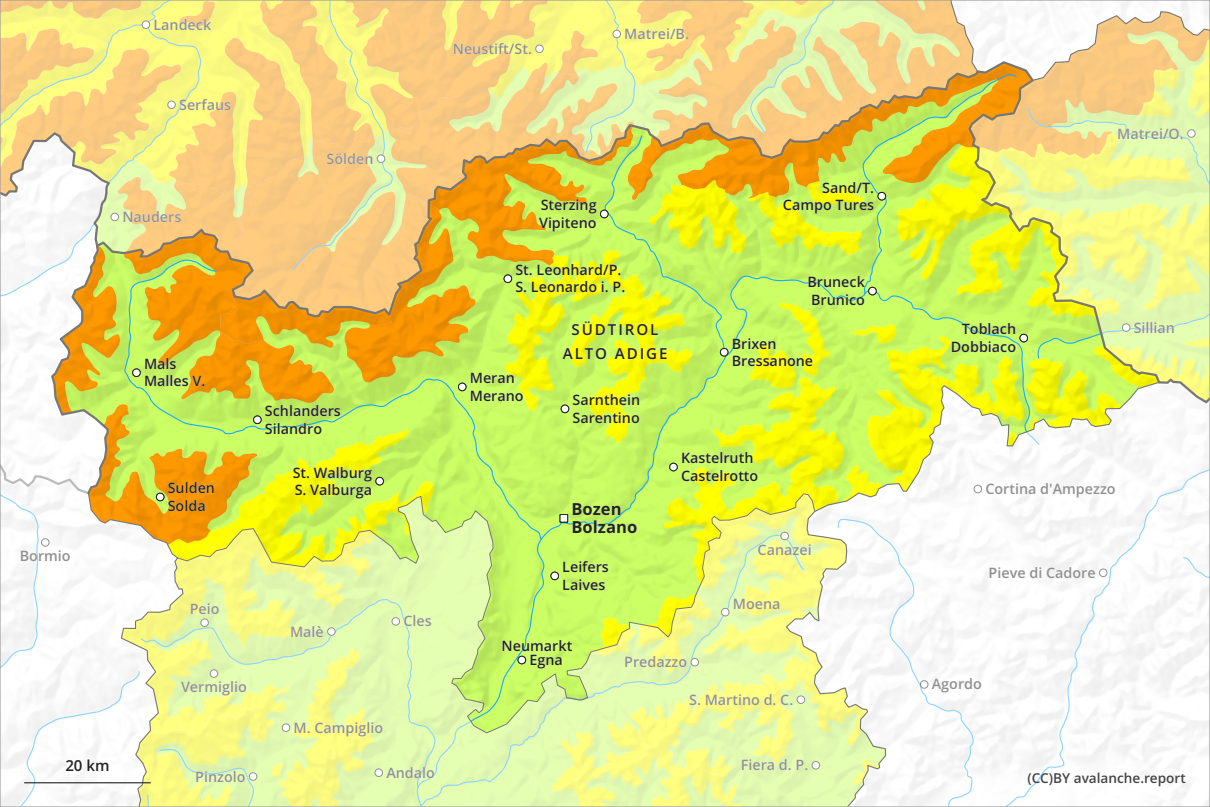 Landeck
Matrei/B.
Neustift/St.
Serfaus
Matrei/O.
Sölden
Sand/T.
Campo Tures
Nauders
Sterzing
Vipiteno
St. Leonhard/P.
S. Leonardo i. P.
Bruneck
Brunico
SÜDTIROL
ALTO ADIGE
Toblach
Dobbiaco
Sillian
Brixen
Bressanone
Mals
Malles V.
Meran
Merano
Sarnthein
Sarentino
Schlanders
Silandro
Kastelruth
Castelrotto
St. Walburg
S. Valburga
Sulden
Solda
Cortina d'Ampezzo
Bozen
Bolzano
Bormio
Canazei
Leifers
Laives
Pieve di Cadore
Peio
Moena
Malè
Cles
Neumarkt
Egna
Predazzo
Vermiglio
Agordo
S. Martino d. C.
M. Campiglio
20 km
Pinzolo
Andalo
Fiera d. P.
(CC)BY avalanche.report